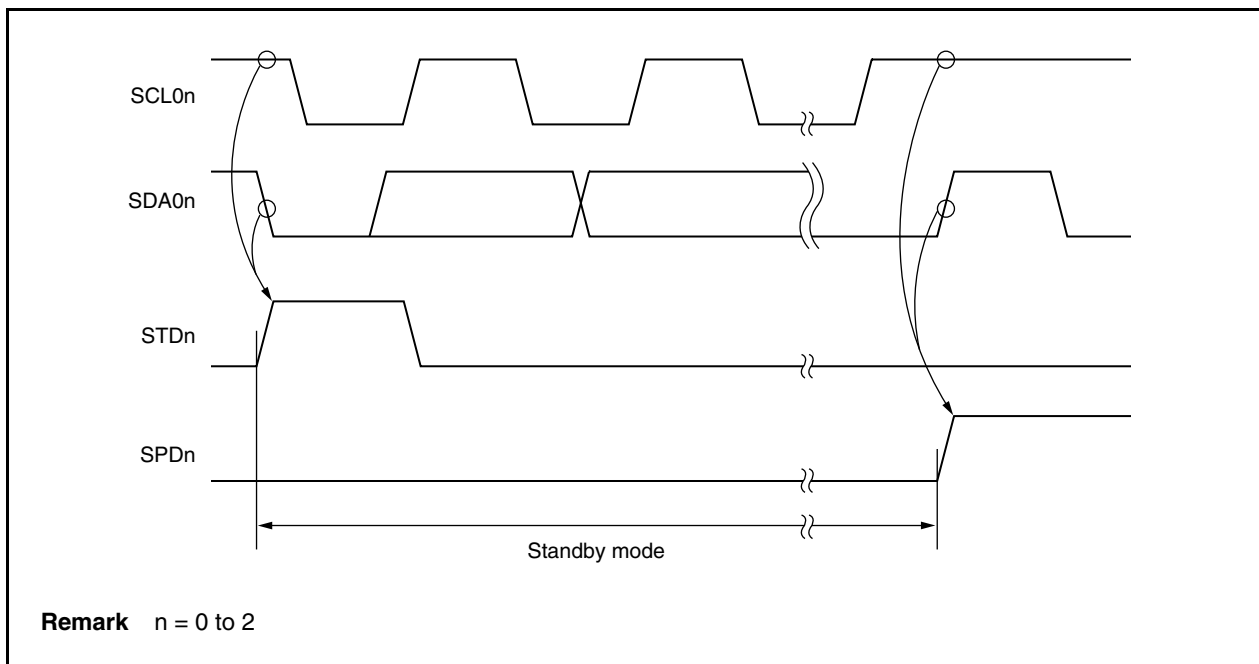 SCL0n
SDA0n
STDn
SPDn
Standby mode
Remark n = 0 to 2